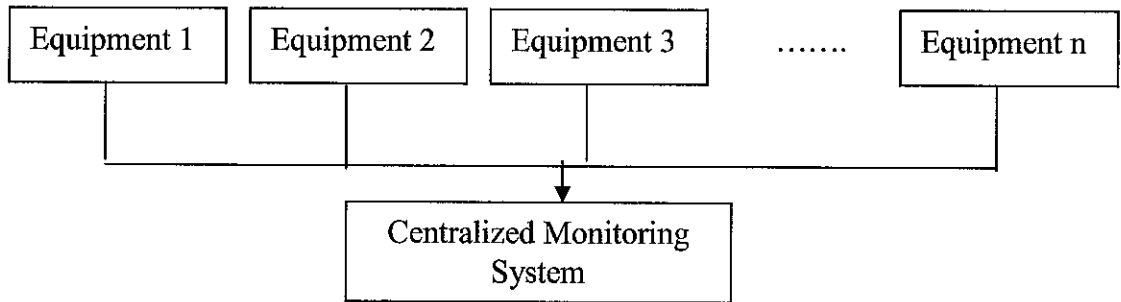 Equipment 1
Equipment 2
Equipment 3
.......
Equipment n
Centralized Monitoring
System